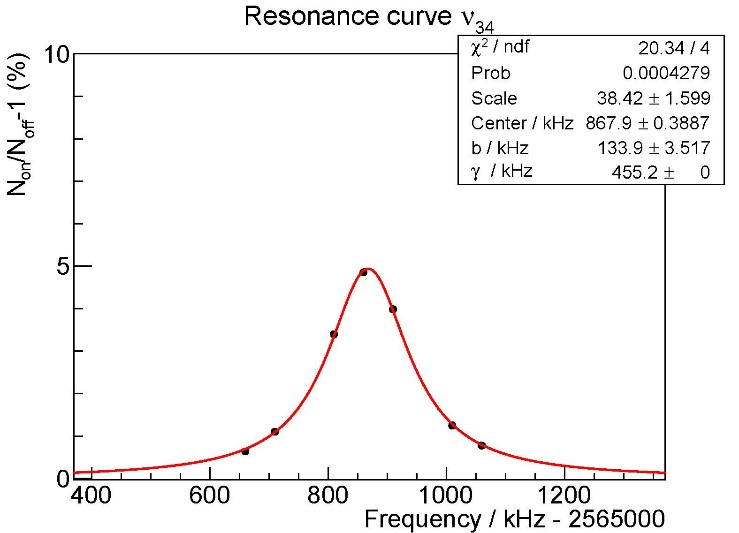 Resonance curve ν34
χ² / ndf 20.34 / 4
Prob 0.0004279
Scale 38.42 ± 1.599
Center / kHz 867.9 ± 0.3887
b / kHz 133.9 ± 3.517
γ / kHz 455.2 ± 0
Non/Noff-1 (%)
10
5
0
400 600 800 1000 1200
Frequency / kHz - 2565000